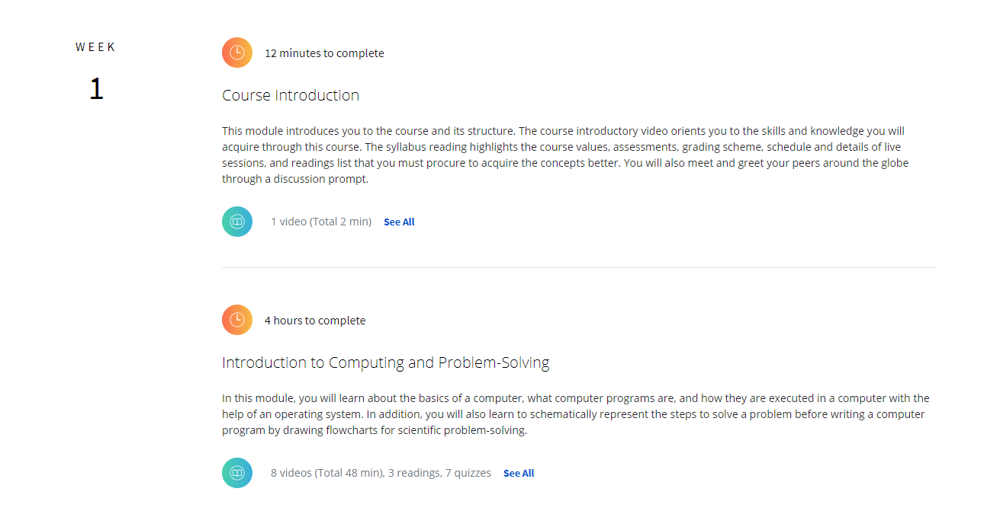 WEEK
1
12 minutes to complete
Course Introduction
This module introduces you to the course and its structure. The course introductory video orients you to the skills and knowledge you will
acquire through this course. The syllabus reading highlights the course values, assessments, grading scheme, schedule and details of live
sessions, and readings list that you must procure to acquire the concepts better. You will also meet and greet your peers around the globe
through a discussion prompt.
1 video (Total 2 min) See All
4 hours to complete
Introduction to Computing and Problem-Solving
In this module, you will learn about the basics of a computer, what computer programs are, and how they are executed in a computer with the
help of an operating system. In addition, you will also learn to schematically represent the steps to solve a problem before writing a computer
program by drawing flowcharts for scientific problem-solving.
8 videos (Total 48 min), 3 readings, 7 quizzes See All